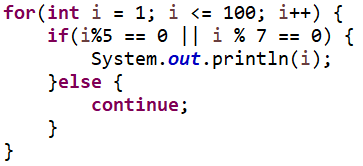 for(int i = 1; i <= 100; i++) {
    if(i%5 == 0 || i % 7 == 0) {
        System.out.println(i);
    }else {
        continue;
    }
}